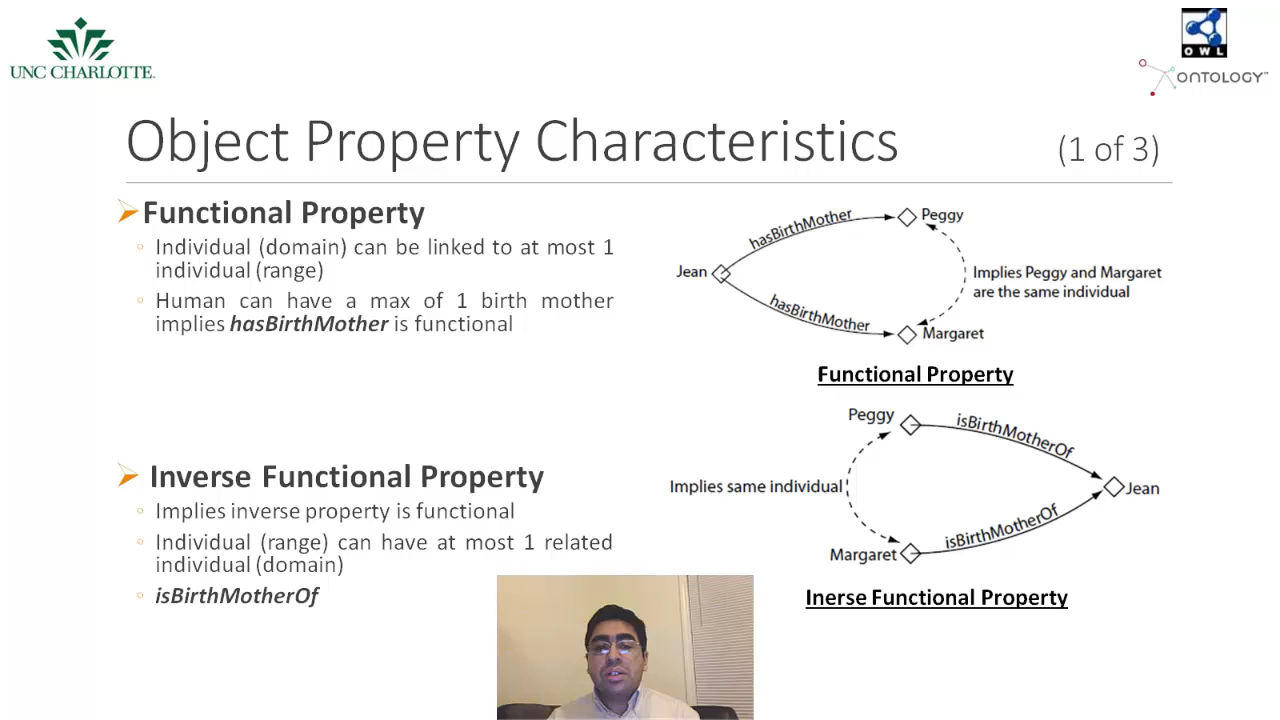 UNC CHARLOTTE.
OWL
ONTOLOGY™
Object Property Characteristics
(1 of 3)
Functional Property
Individual (domain) can be linked to at most 1
individual (range)
Human can have a max of 1 birth mother
implies hasBirthMother is functional
Jean
hasBirthMother
Peggy
hasBirthMother
Margaret
Implies Peggy and Margaret
are the same individual
Functional Property
Inverse Functional Property
Implies inverse property is functional
Individual (range) can have at most 1 related
individual (domain)
isBirthMotherOf
Peggy
isBirthMotherOf
Implies same individual
Jean
Margaret
isBirthMotherOf
Inerse Functional Property